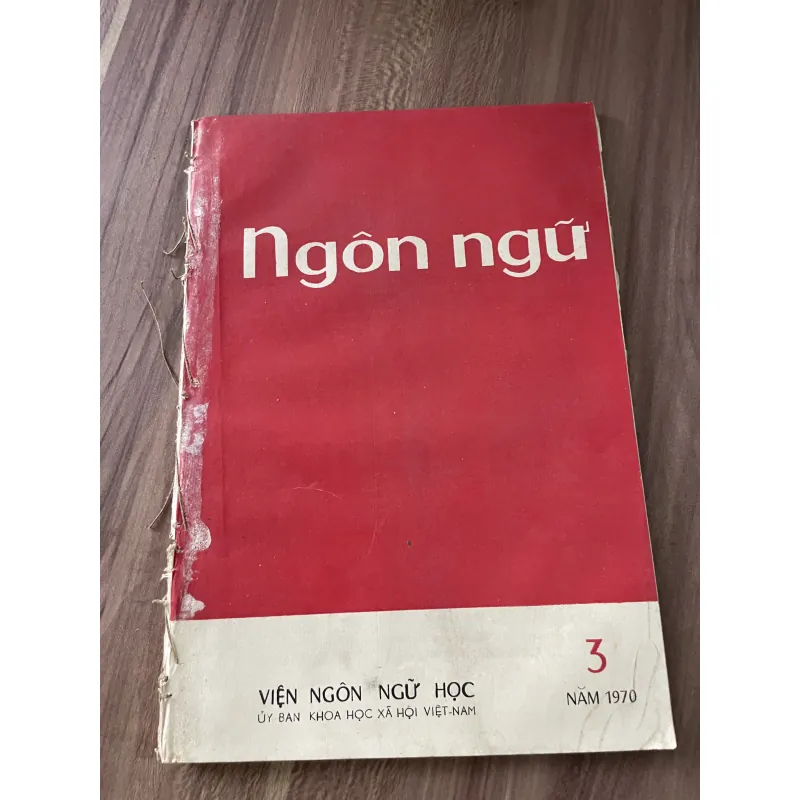 Ngôn ngữ
VIỆN NGÔN NGỮ HỌC
ỦY BAN KHOA HỌC XÃ HỘI VIỆT-NAM
3
NĂM 1970